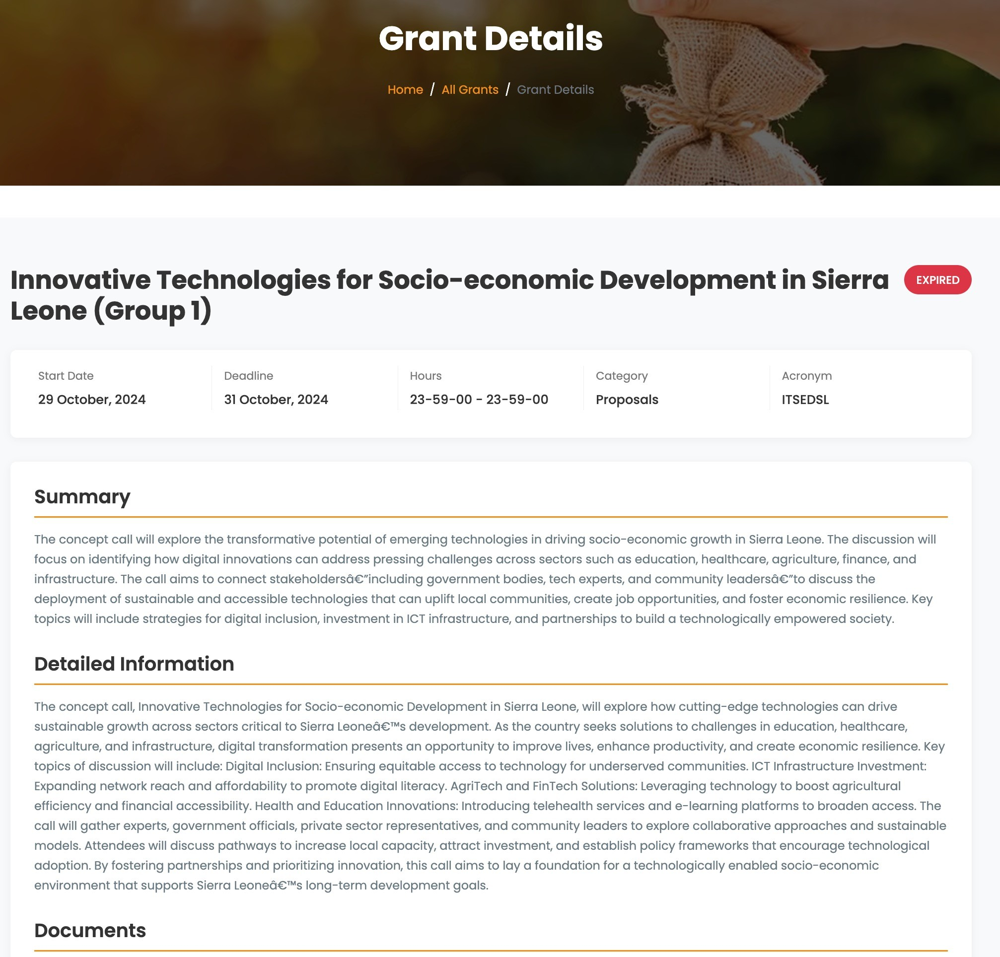 Grant Details
Home / All Grants / Grant Details
Innovative Technologies for Socio-economic Development in Sierra
Leone (Group 1)
EXPIRED
Start Date
29 October, 2024
Deadline
31 October, 2024
Hours
23-59-00 - 23-59-00
Category
Proposals
Acronym
ITSEDSL
Summary
The concept call will explore the transformative potential of emerging technologies in driving socio-economic growth in Sierra Leone. The discussion will
focus on identifying how digital innovations can address pressing challenges across sectors such as education, healthcare, agriculture, finance, and
infrastructure. The call aims to connect stakeholdersâ€”including government bodies, tech experts, and community leadersâ€”to discuss the
deployment of sustainable and accessible technologies that can uplift local communities, create job opportunities, and foster economic resilience. Key
topics will include strategies for digital inclusion, investment in ICT infrastructure, and partnerships to build a technologically empowered society.
Detailed Information
The concept call, Innovative Technologies for Socio-economic Development in Sierra Leone, will explore how cutting-edge technologies can drive
sustainable growth across sectors critical to Sierra Leoneâ€™s development. As the country seeks solutions to challenges in education, healthcare,
agriculture, and infrastructure, digital transformation presents an opportunity to improve lives, enhance productivity, and create economic resilience. Key
topics of discussion will include: Digital Inclusion: Ensuring equitable access to technology for underserved communities. ICT Infrastructure Investment:
Expanding network reach and affordability to promote digital literacy. AgriTech and FinTech Solutions: Leveraging technology to boost agricultural
efficiency and financial accessibility. Health and Education Innovations: Introducing telehealth services and e-learning platforms to broaden access. The
call will gather experts, government officials, private sector representatives, and community leaders to explore collaborative approaches and sustainable
models. Attendees will discuss pathways to increase local capacity, attract investment, and establish policy frameworks that encourage technological
adoption. By fostering partnerships and prioritizing innovation, this call aims to lay a foundation for a technologically enabled socio-economic
environment that supports Sierra Leoneâ€™s long-term development goals.
Documents